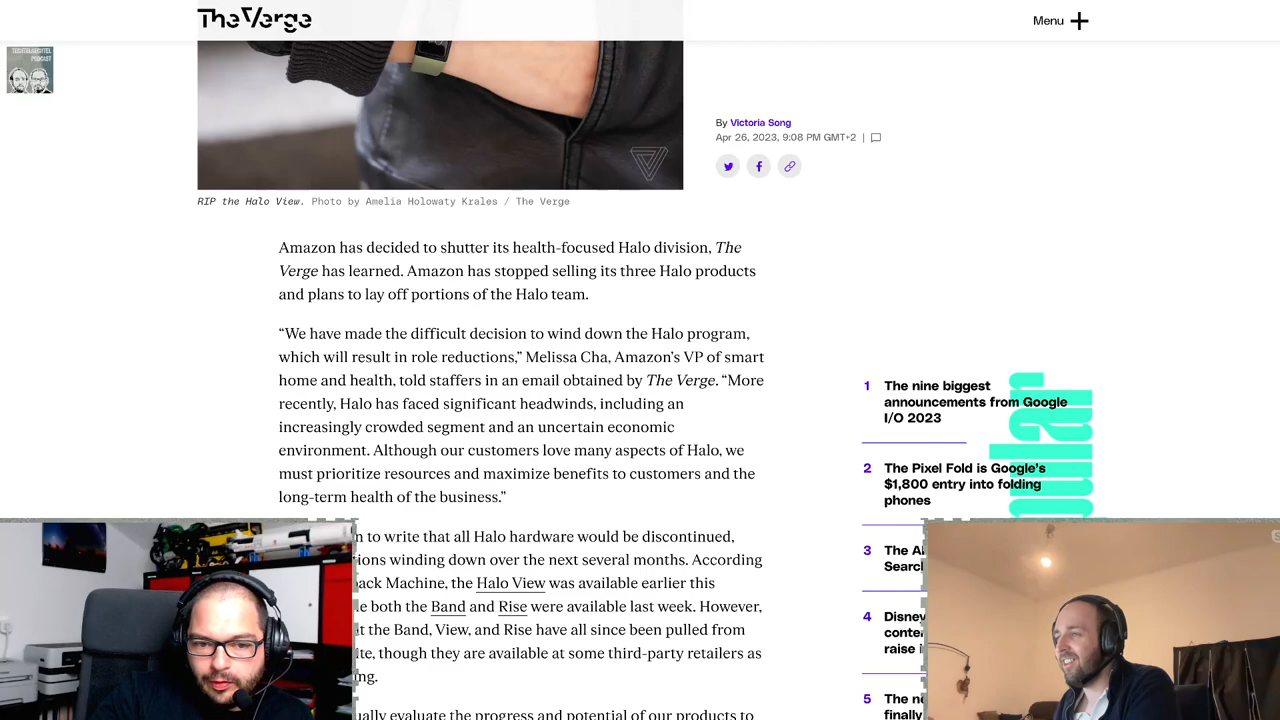 The Verge
Menu
TECHTELMECHTEL
PODCAST
By Victoria Song
Apr 26, 2023, 9:08 PM GMT+2 |
RIP the Halo View. Photo by Amelia Holowaty Krales / The Verge
Amazon has decided to shutter its health-focused Halo division, The
Verge has learned. Amazon has stopped selling its three Halo products
and plans to lay off portions of the Halo team.
“We have made the difficult decision to wind down the Halo program,
which will result in role reductions,” Melissa Cha, Amazon’s VP of smart
home and health, told staffers in an email obtained by The Verge. “More
recently, Halo has faced significant headwinds, including an
increasingly crowded segment and an uncertain economic
environment. Although our customers love many aspects of Halo, we
must prioritize resources and maximize benefits to customers and the
long-term health of the business.”
n to write that all Halo hardware would be discontinued,
ions winding down over the next several months. According
ack Machine, the Halo View was available earlier this
e both the Band and Rise were available last week. However,
t the Band, View, and Rise have all since been pulled from
ite, though they are available at some third-party retailers as
ng.
ually evaluate the progress and potential of our products to
1 The nine biggest
announcements from Google
I/O 2023
2 The Pixel Fold is Google’s
$1,800 entry into folding
phones
3 The A
Searc
4 Disney
conte
raise i
5 The ne
finally